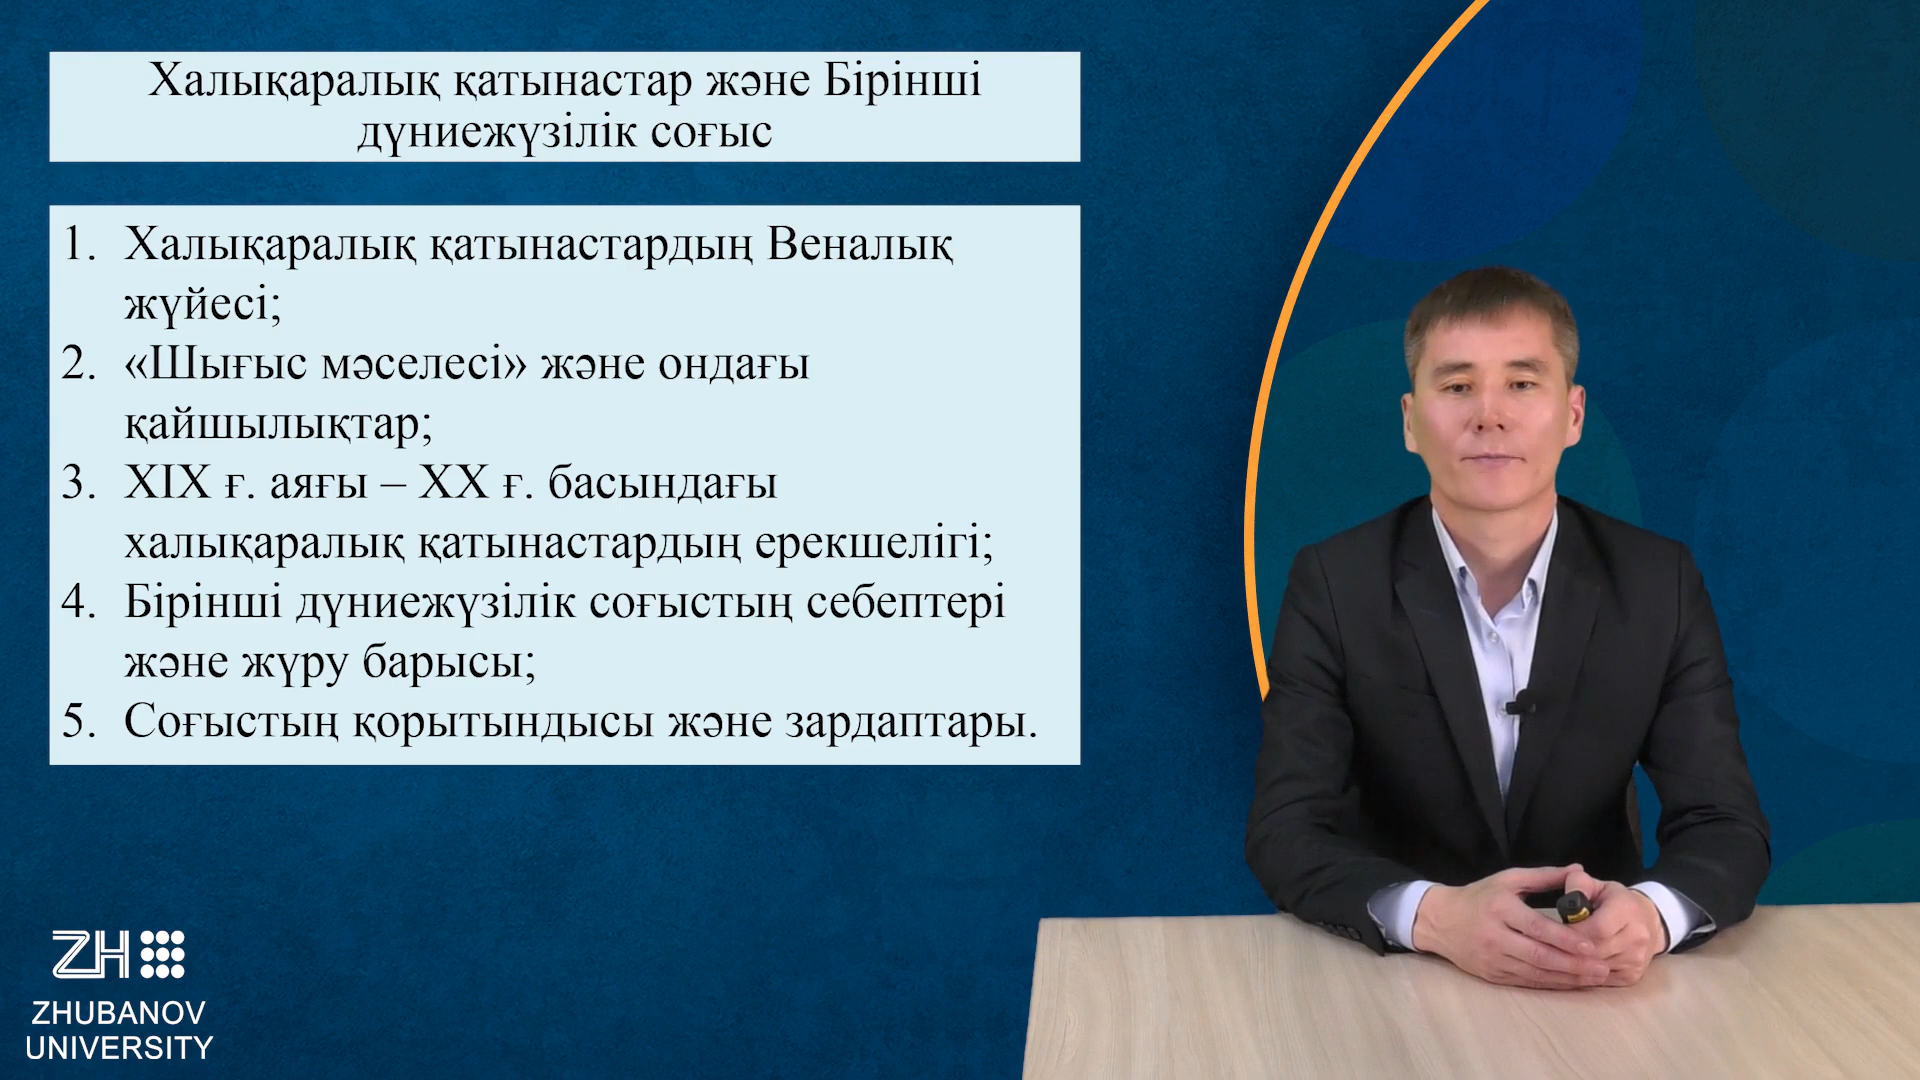 Халықаралық қатынастар және Бірінші
дүниежүзілік соғыс
1. Халықаралық қатынастардың Веналық
жүйесі;
2. «Шығыс мәселесі» және ондағы
қайшылықтар;
3. XIX ғ. аяғы – XX ғ. басындағы
халықаралық қатынастардың ерекшелігі;
4. Бірінші дүниежүзілік соғыстың себептері
және жүру барысы;
5. Соғыстың қорытындысы және зардаптары.
ZH
ZHUBANOV
UNIVERSITY